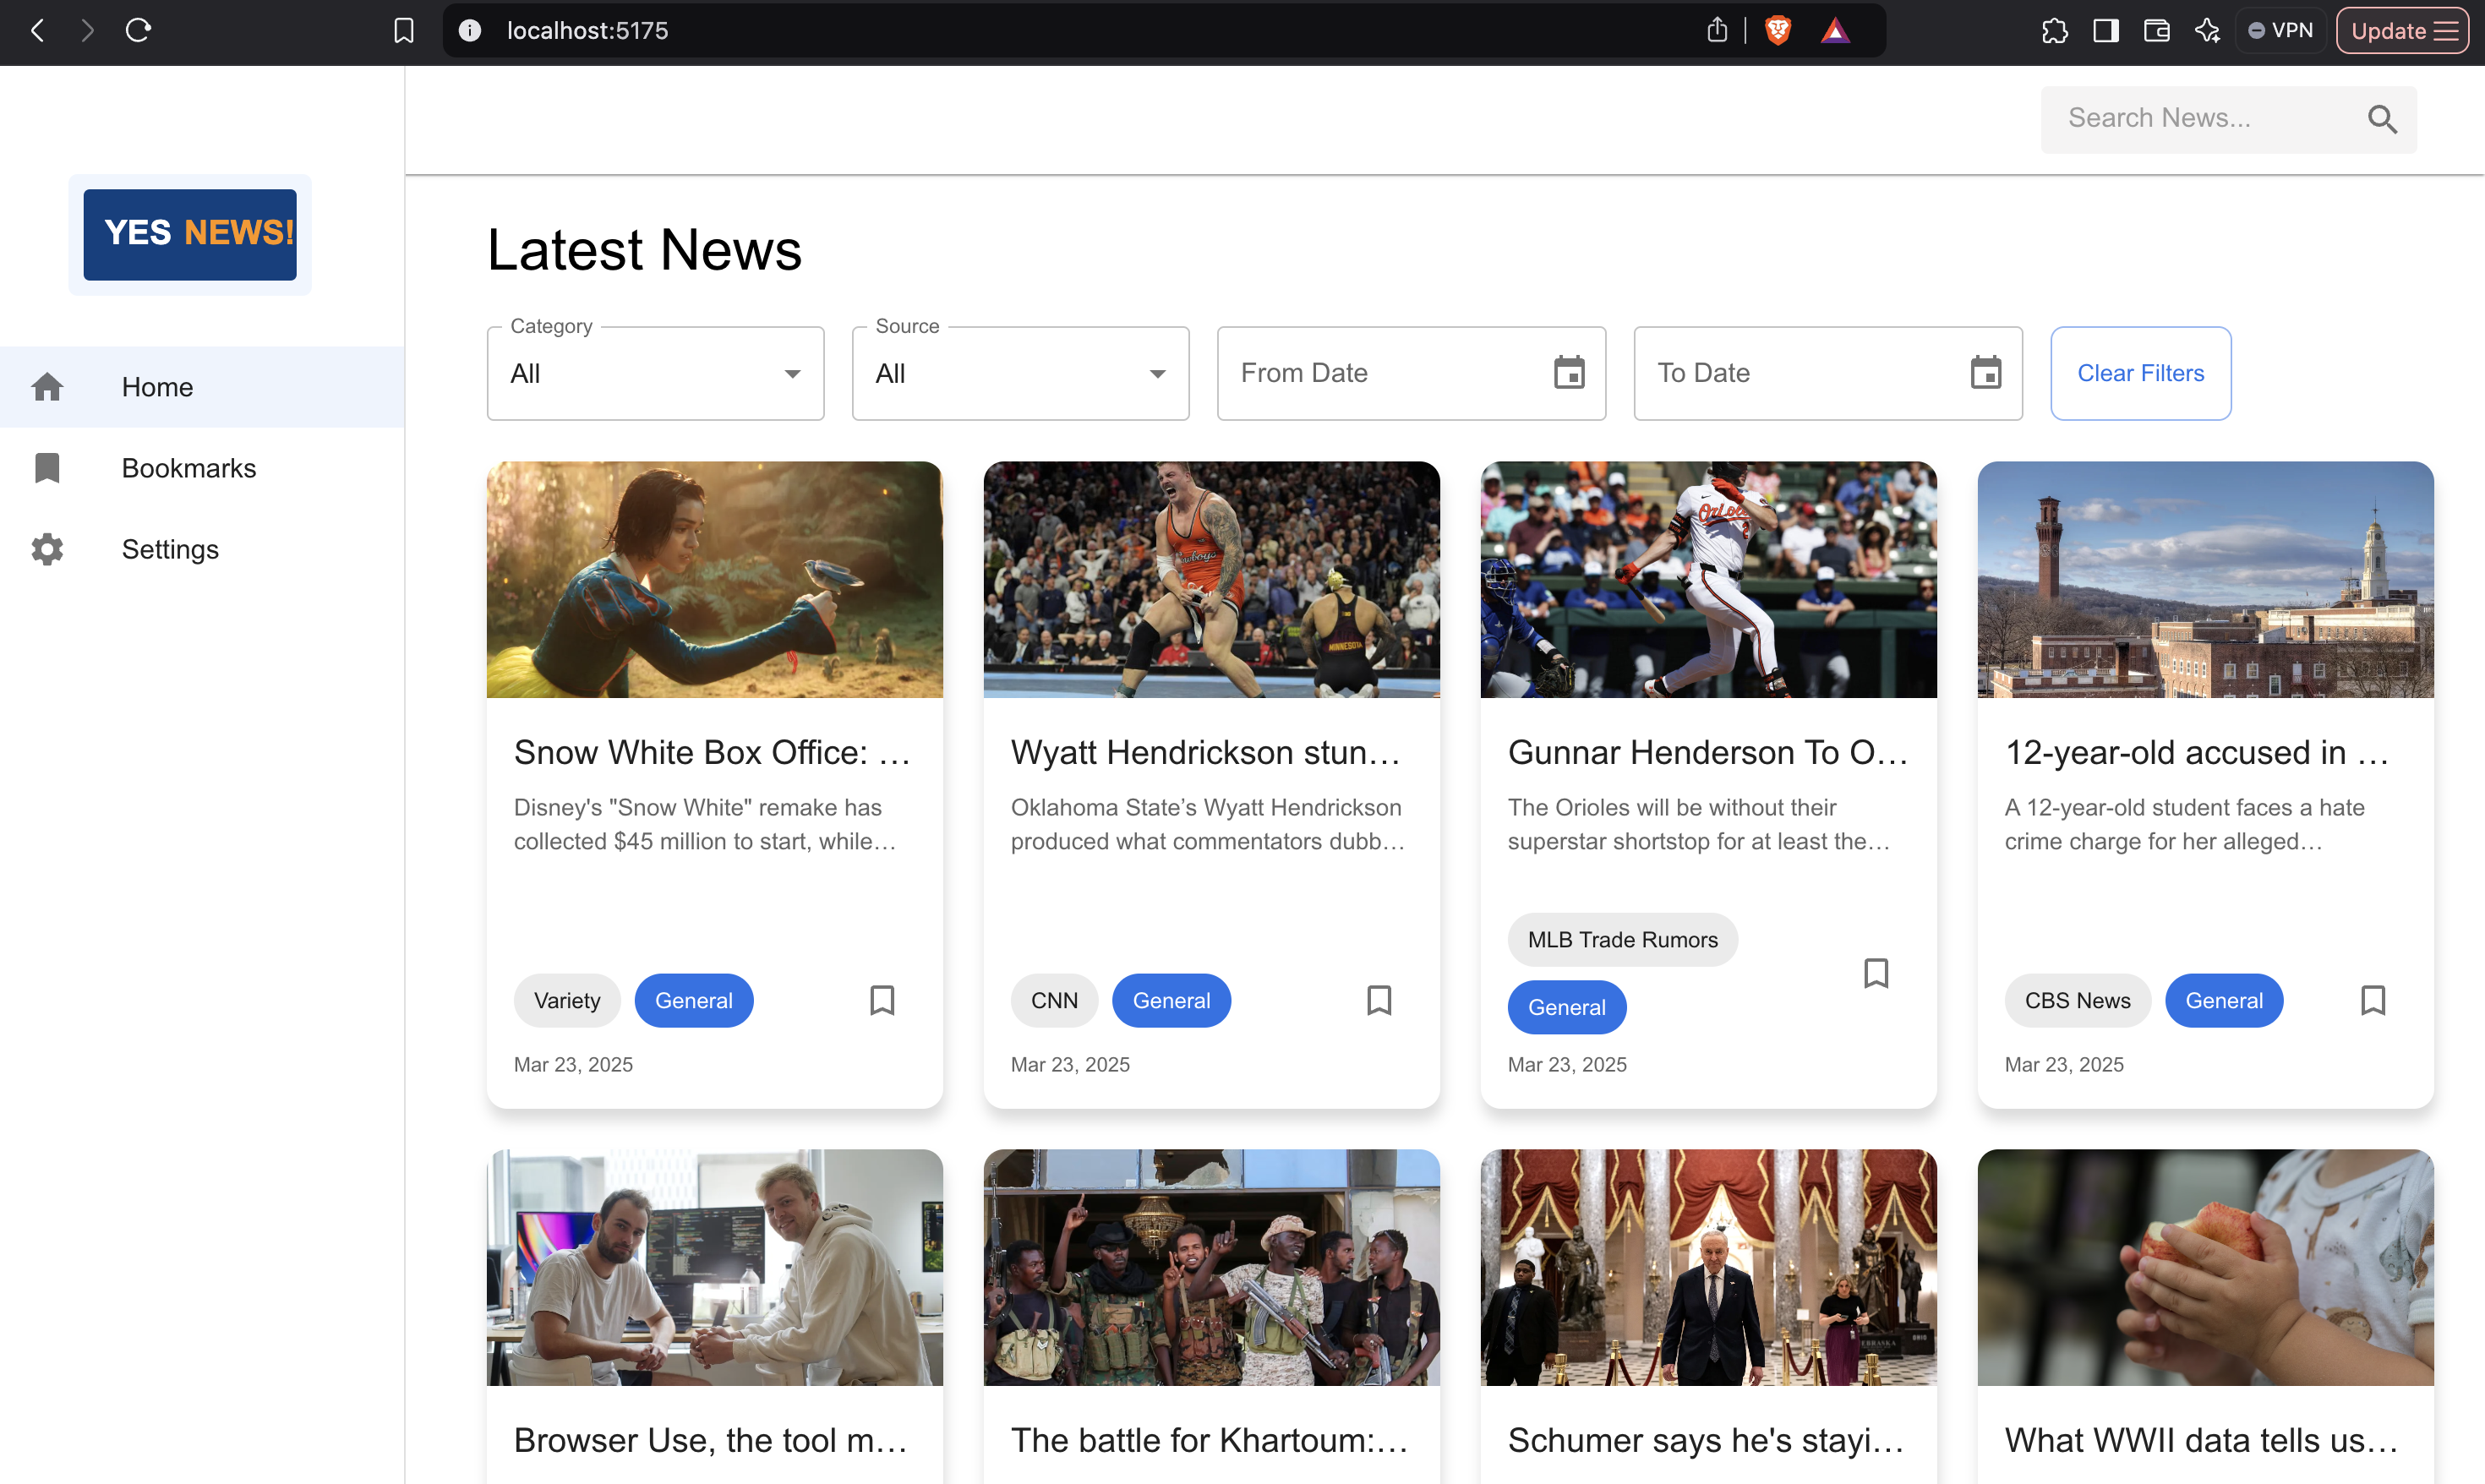 localhost:5175
VPN
Update
Search News...
YES NEWS!
Home
Bookmarks
Settings
Latest News
Category
All
Source
All
From Date
To Date
Clear Filters
Cowboys
MINNESOTA
Orioles
Snow White Box Office: …
Disney's "Snow White" remake has
collected $45 million to start, while…
Variety
General
Mar 23, 2025
Wyatt Hendrickson stun…
Oklahoma State’s Wyatt Hendrickson
produced what commentators dubb…
CNN
General
Mar 23, 2025
Gunnar Henderson To O…
The Orioles will be without their
superstar shortstop for at least the…
MLB Trade Rumors
General
Mar 23, 2025
12-year-old accused in …
A 12-year-old student faces a hate
crime charge for her alleged…
CBS News
General
Mar 23, 2025
OHIO
Browser Use, the tool m…
The battle for Khartoum:…
Schumer says he's stayi…
What WWII data tells us…